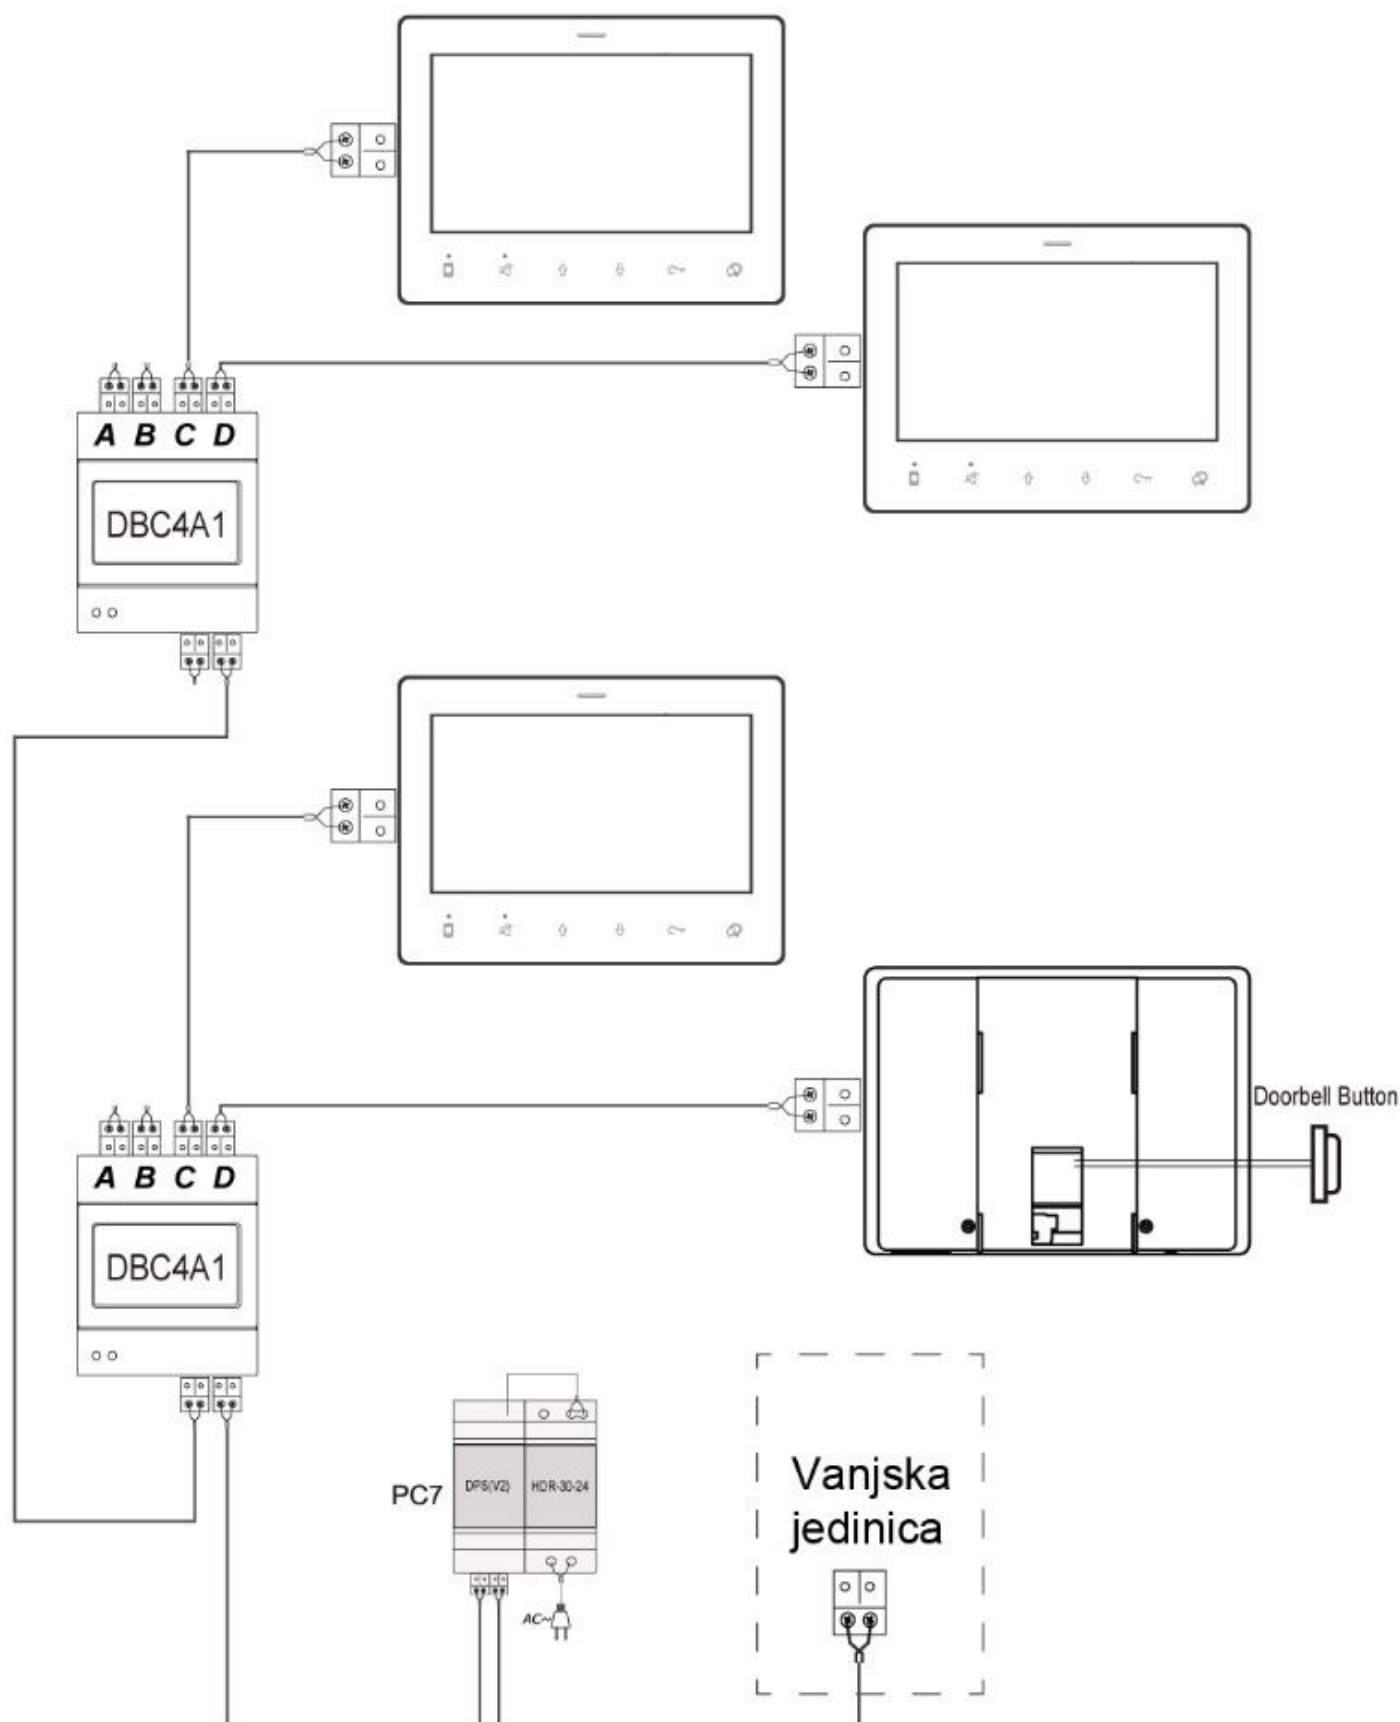 A B C D
DBC4A1
Doorbell Button
A B C D
DBC4A1
PC7
DPS(V2)
HDR-30-24
AC~
Vanjska
jedinica